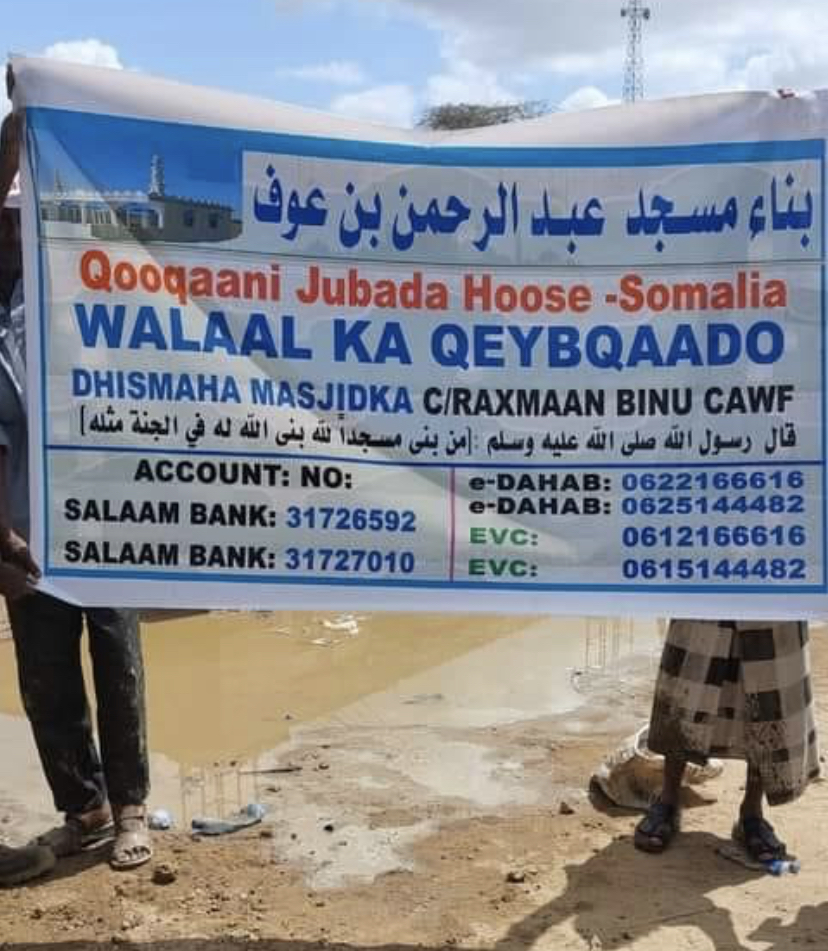 بناء مسجد عبد الرحمن بن عوف
Qooqaani Jubada Hoose -Somalia
WALAAL KA QEYBQAADO
DHISMAHA MASJIDKA C/RAXMAAN BINU CAWF
قال رسول الله صلى الله عليه وسلم :[من بنى مسجداً لله بنى الله له في الجنة مثله]
ACCOUNT: NO:
SALAAM BANK: 31726592
SALAAM BANK: 31727010
e-DAHAB: 0622166616
e-DAHAB: 0625144482
EVC: 0612166616
EVC: 0615144482